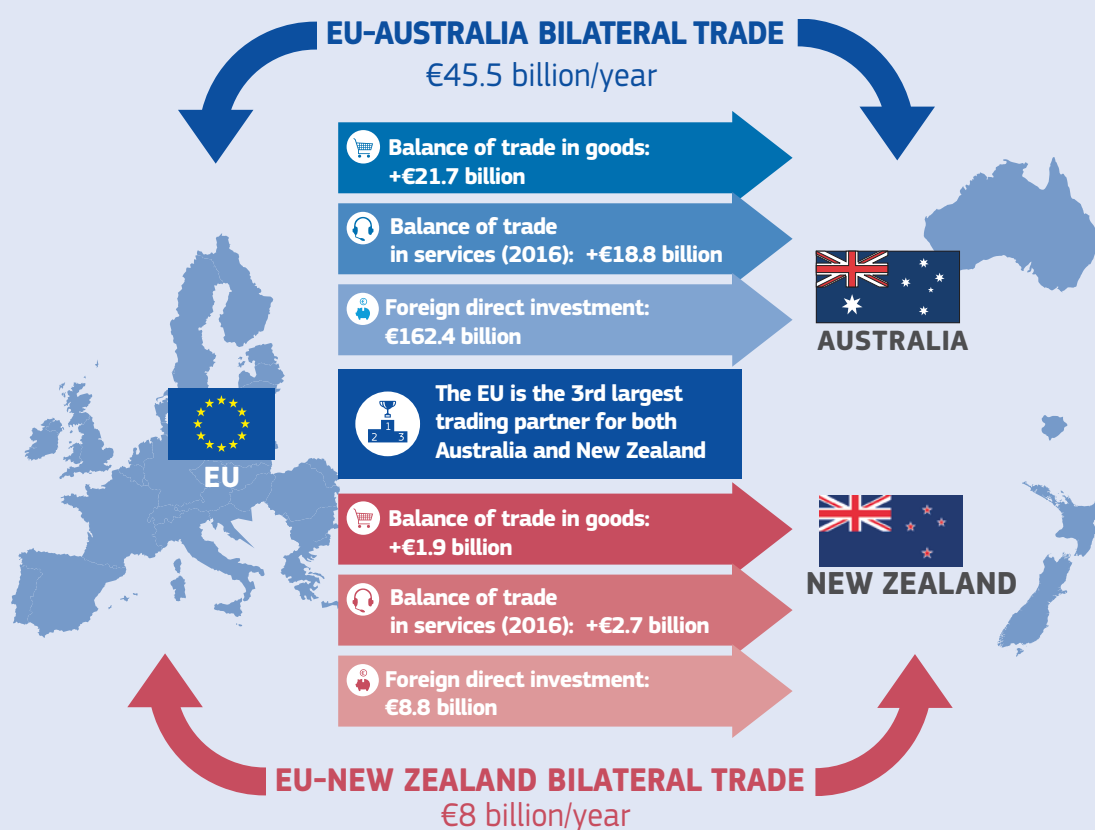 EU-AUSTRALIA BILATERAL TRADE
€45.5 billion/year
Balance of trade in goods:
+€21.7 billion
Balance of trade
in services (2016): +€18.8 billion
Foreign direct investment:
€162.4 billion
AUSTRALIA
The EU is the 3rd largest
trading partner for both
Australia and New Zealand
1
2 3
EU
Balance of trade in goods:
+€1.9 billion
Balance of trade
in services (2016): +€2.7 billion
Foreign direct investment:
€8.8 billion
NEW ZEALAND
EU-NEW ZEALAND BILATERAL TRADE
€8 billion/year